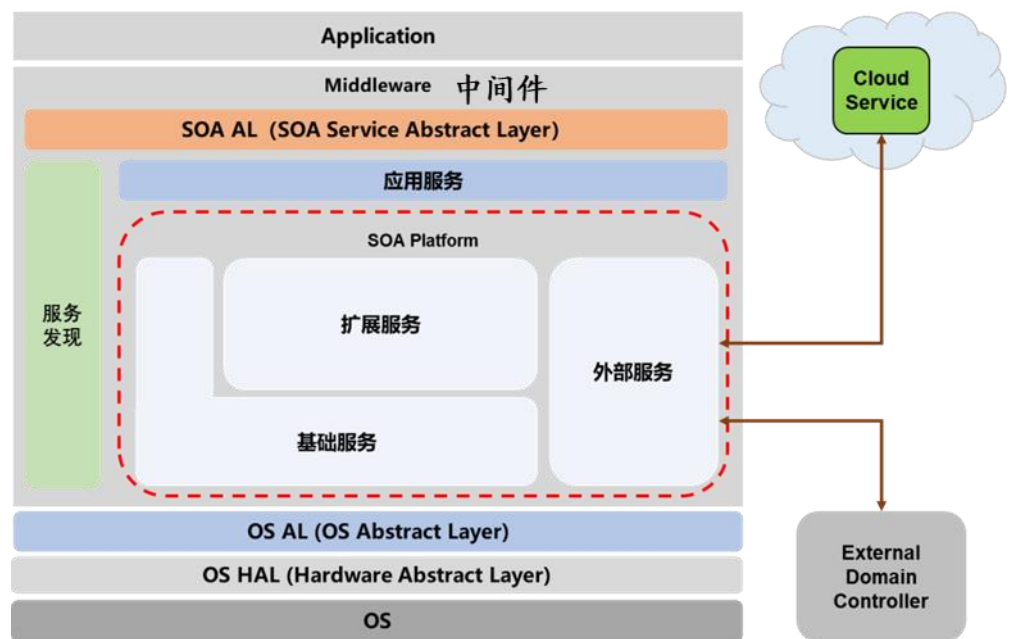 Application
Middleware 中间件
SOA AL（SOA Service Abstract Layer）
应用服务
SOA Platform
服务
发现
扩展服务
外部服务
基础服务
OS AL (OS Abstract Layer)
OS HAL (Hardware Abstract Layer)
OS
Cloud
Service
External
Domain
Controller